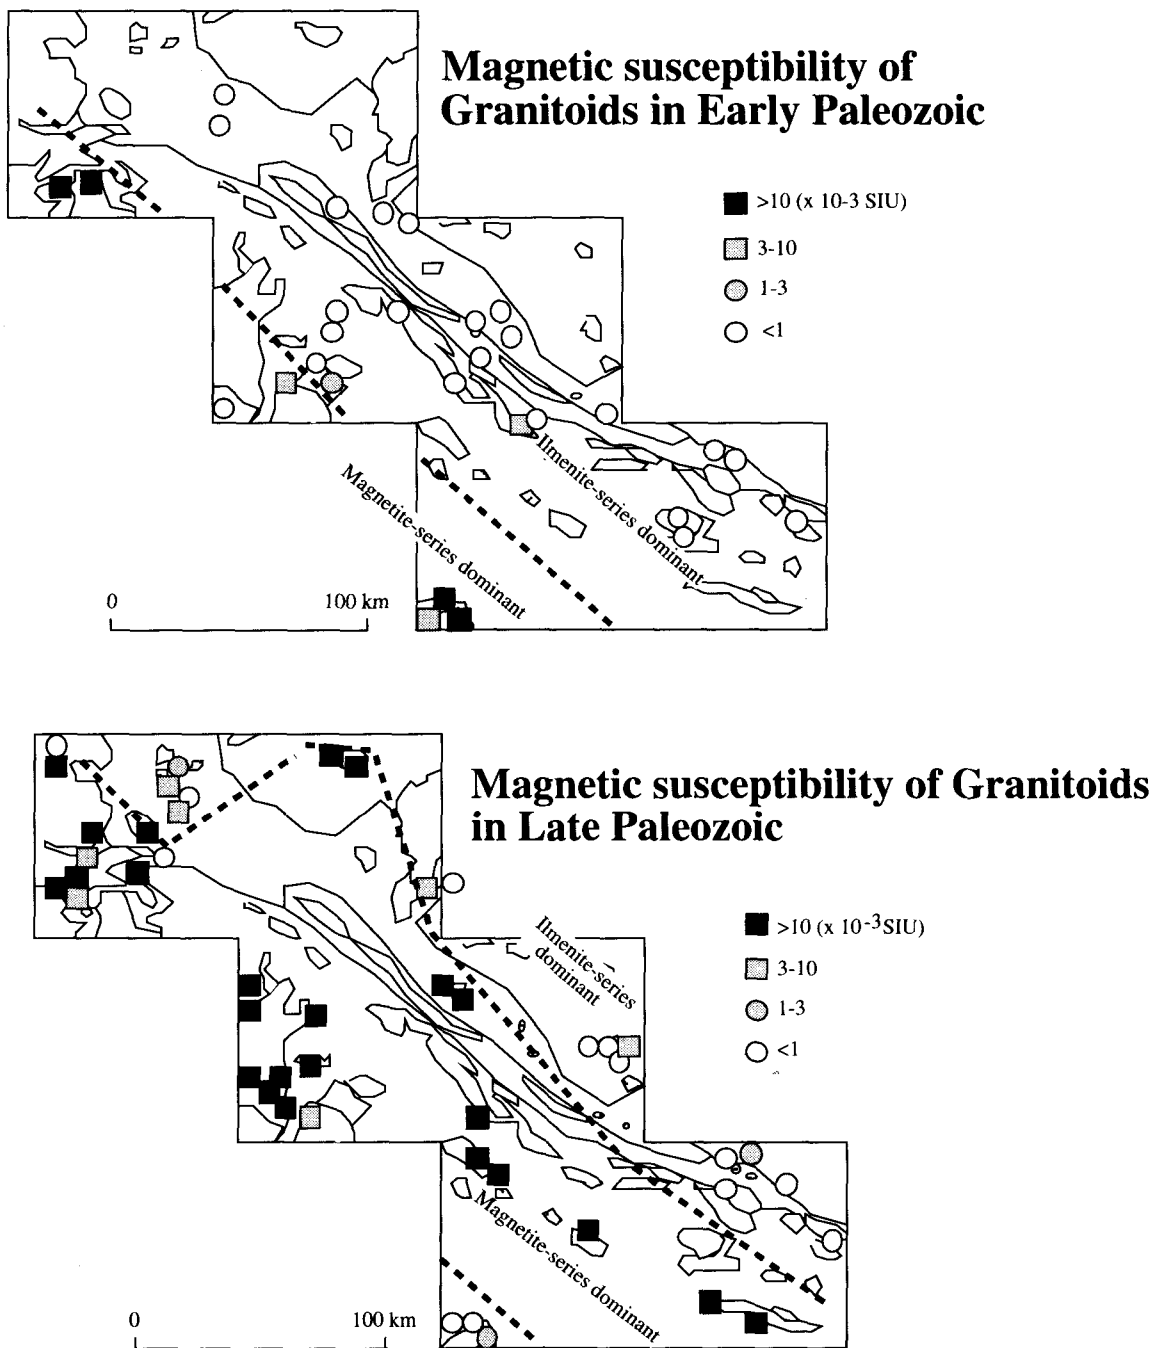 Magnetic susceptibility of
Granitoids in Early Paleozoic
>10 (x 10-3 SIU)
3-10
1-3
<1
Ilmenite-series dominant
Magnetite-series dominant
0 100 km
Magnetic susceptibility of Granitoids
in Late Paleozoic
>10 (x 10-3 SIU)
3-10
1-3
<1
Ilmenite-series
dominant
Magnetite-series dominant
0 100 km